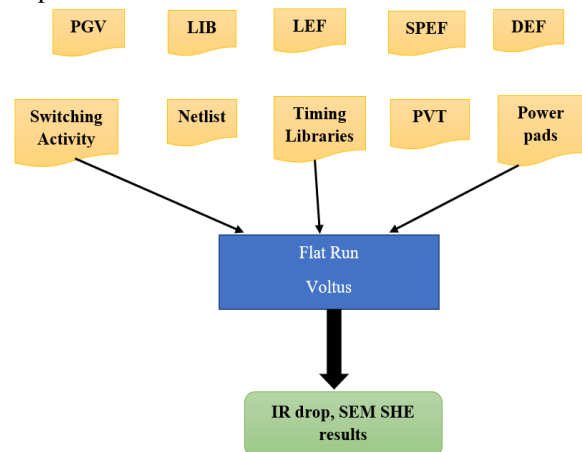 PGV
LIB
LEF
SPEF
DEF
Switching
Activity
Netlist
Timing
Libraries
PVT
Power
pads
Flat Run
Voltus
IR drop, SEM SHE
results